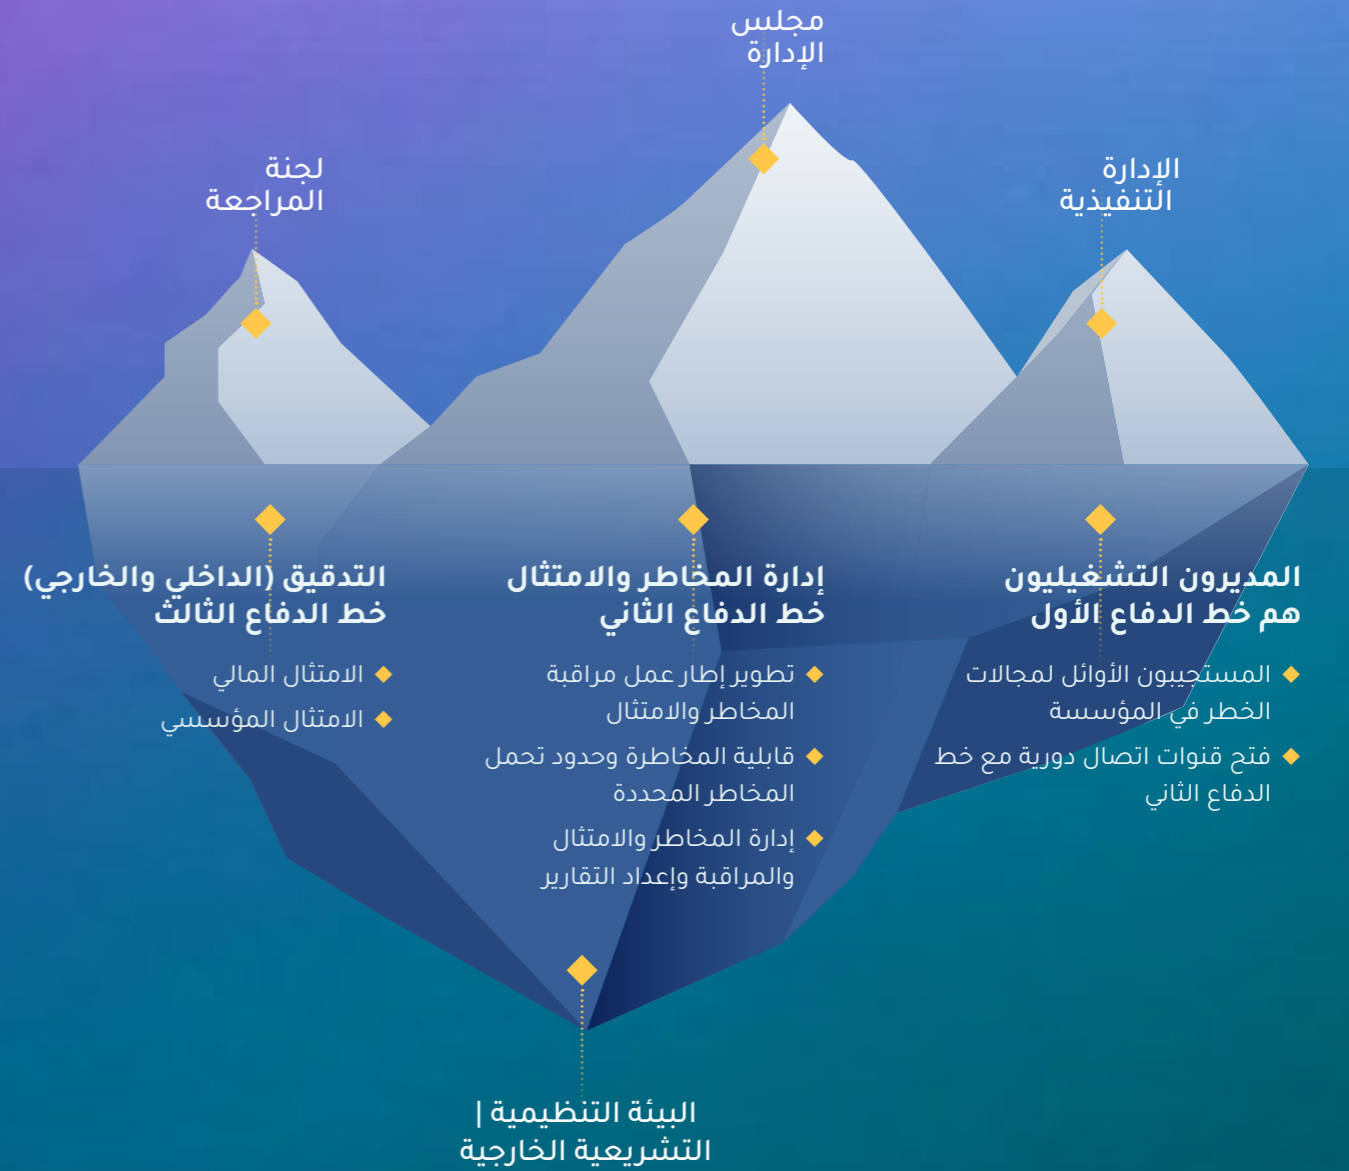 مجلس
الإدارة
الإدارة
التنفيذية
لجنة
المراجعة
المديرون التشغيليون
هم خط الدفاع الأول
المستجيبون الأوائل لمجالات
الخطر في المؤسسة
فتح قنوات اتصال دورية مع خط
الدفاع الثاني
إدارة المخاطر والامتثال
خط الدفاع الثاني
تطوير إطار عمل مراقبة
المخاطر والامتثال
قابلية المخاطرة وحدود تحمل
المخاطر المحددة
إدارة المخاطر والامتثال
والمراقبة وإعداد التقارير
التدقيق (الداخلي والخارجي)
خط الدفاع الثالث
الامتثال المالي
الامتثال المؤسسي
البيئة التنظيمية |
التشريعية الخارجية